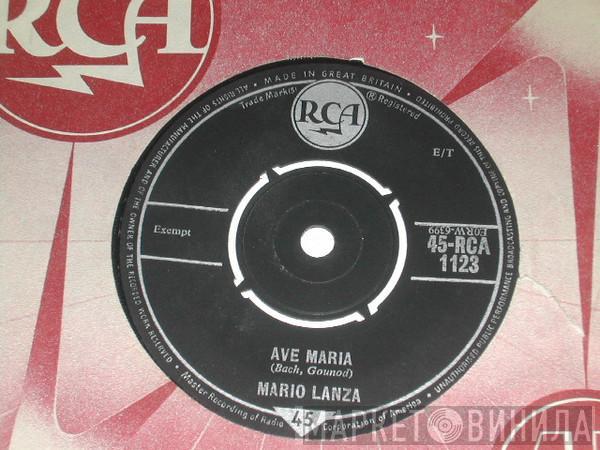 RCA
RCA
MADE IN GREAT BRITAIN
Trade Mark(s)
® Registered
RCA
E/T
Exempt
E0RW-6399
45-RCA
1123
AVE MARIA
(Bach, Gounod)
MARIO LANZA
45
Master Recording of Radio Corporation of America
ALL RIGHTS OF THE MANUFACTURER AND OF THE OWNER OF THE RECORDED WORK RESERVED
UNAUTHORISED PUBLIC PERFORMANCE BROADCASTING AND COPYING OF THIS RECORD PROHIBITED
МАРКЕТ ВИНИЛА